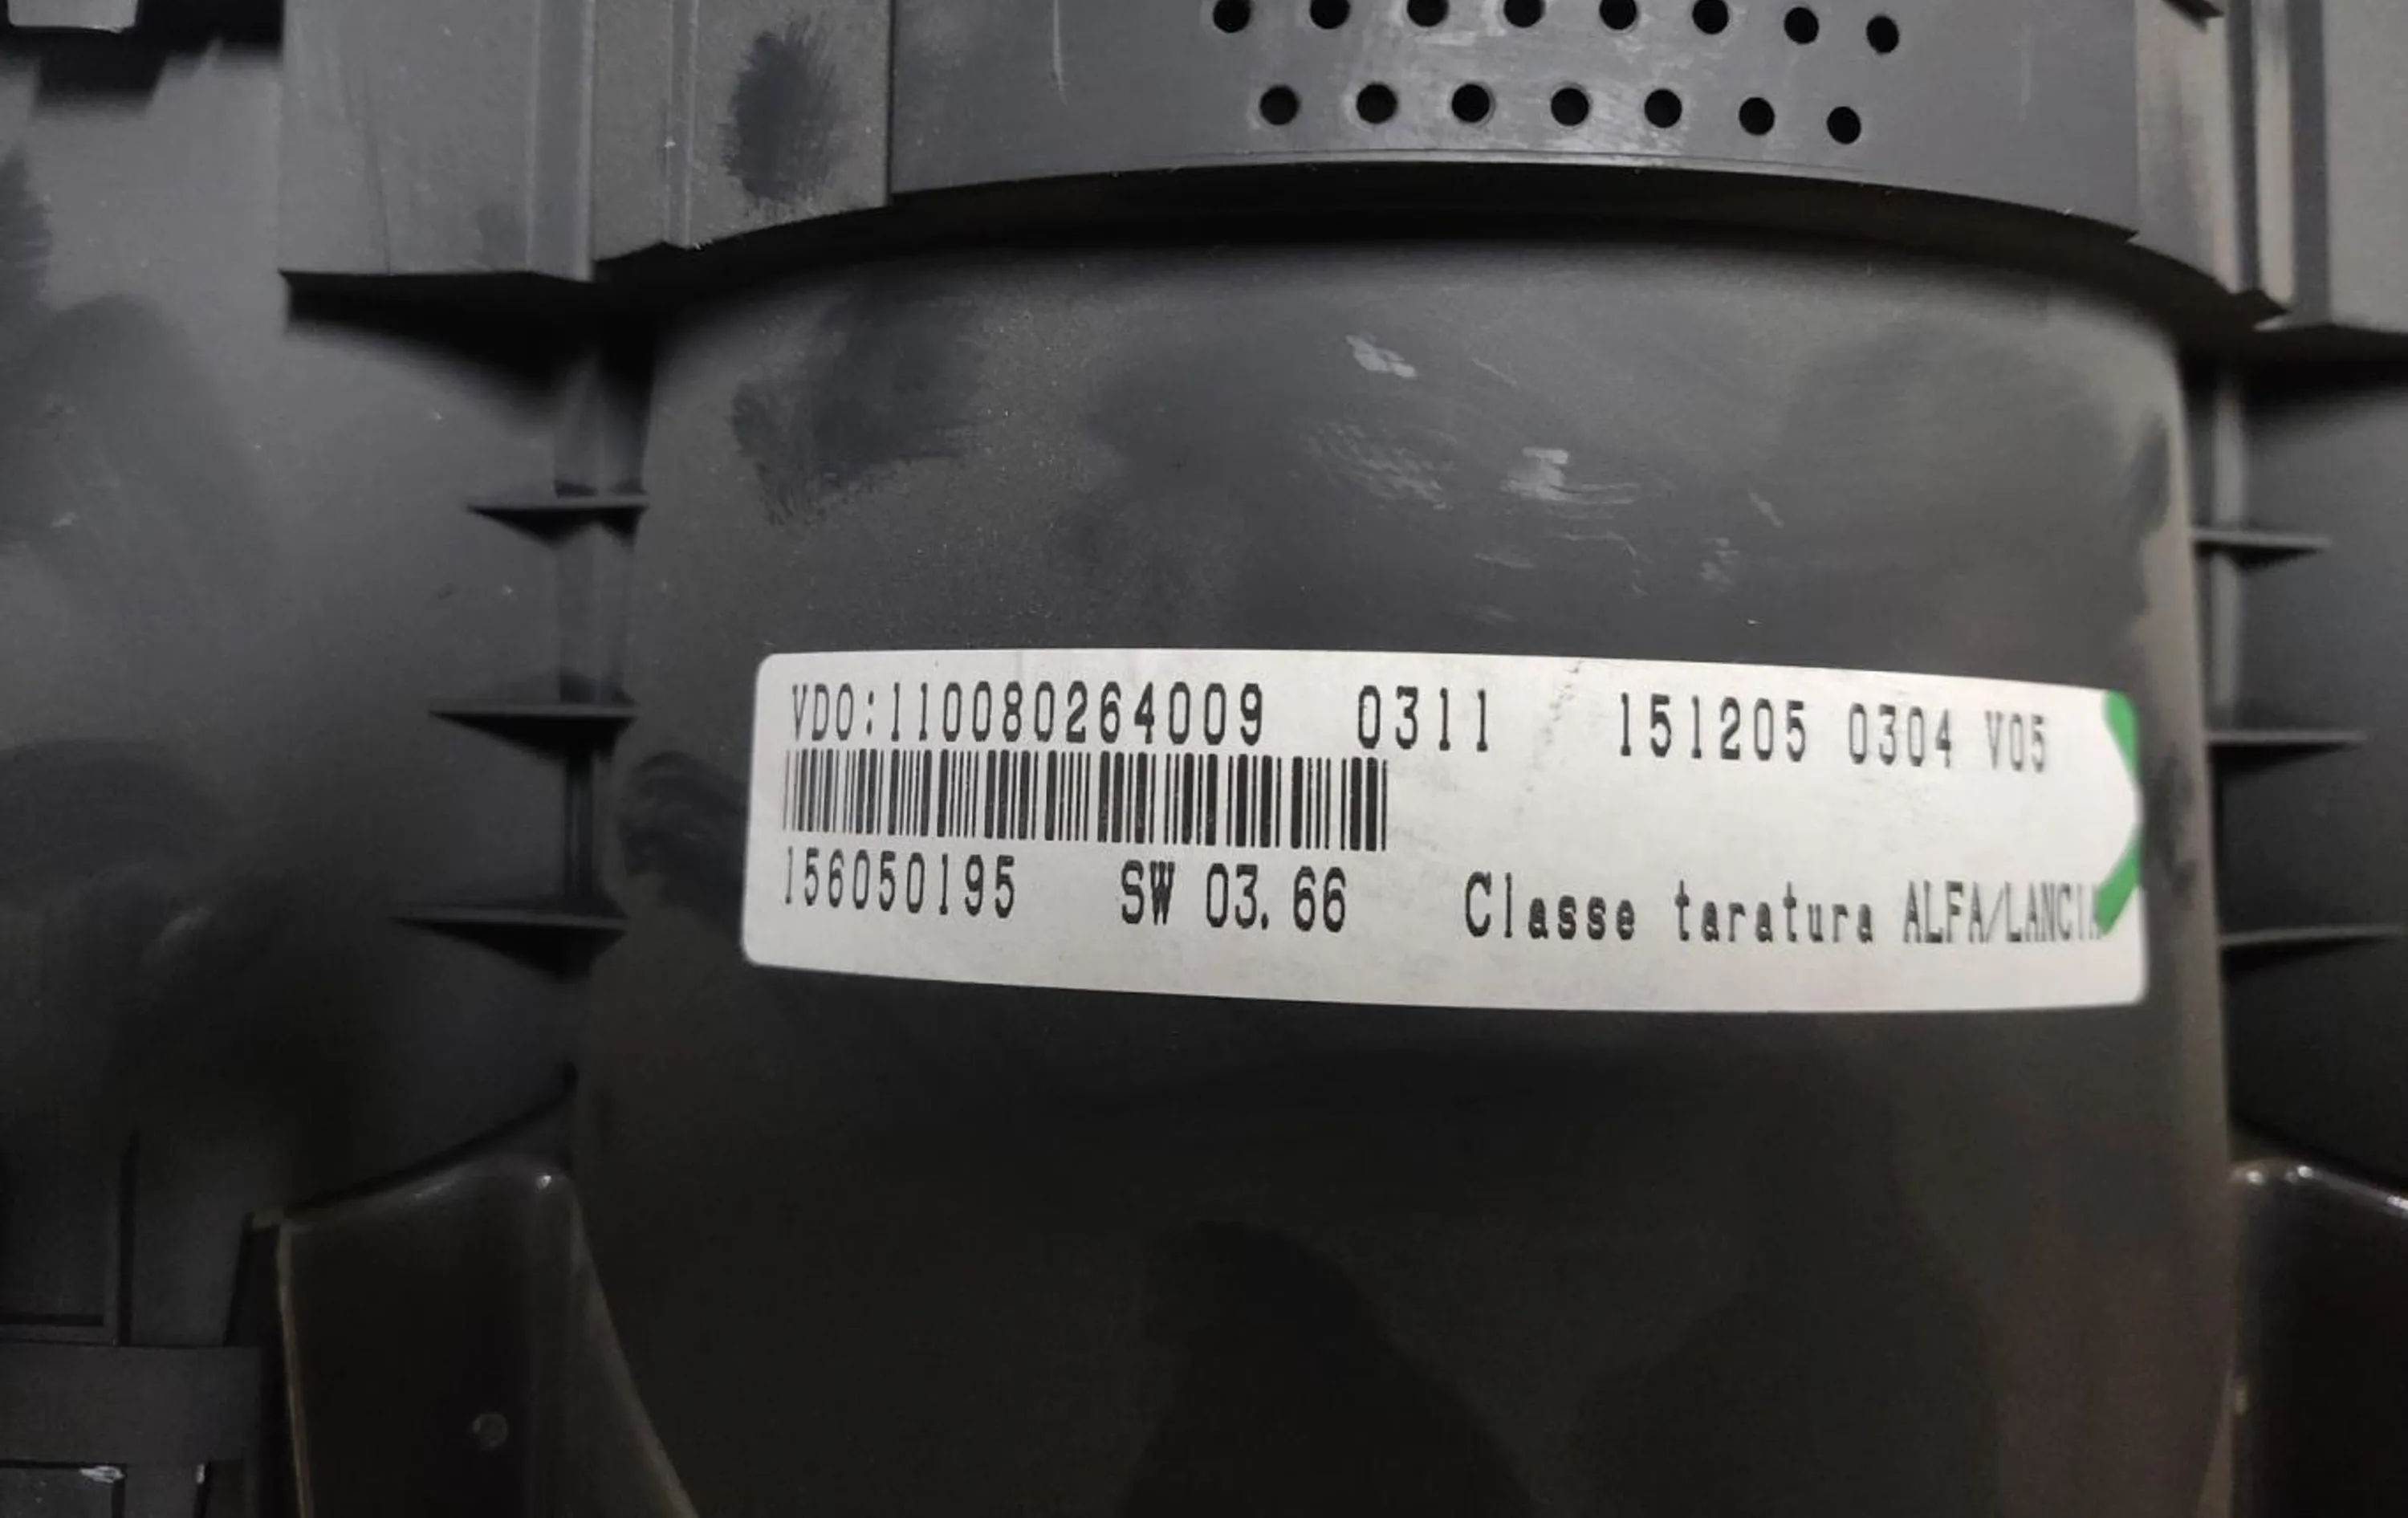 VDO:110080264009 0311 151205 0304 V05
156050195 SW 03.66 Classe taratura ALFA/LANCIA